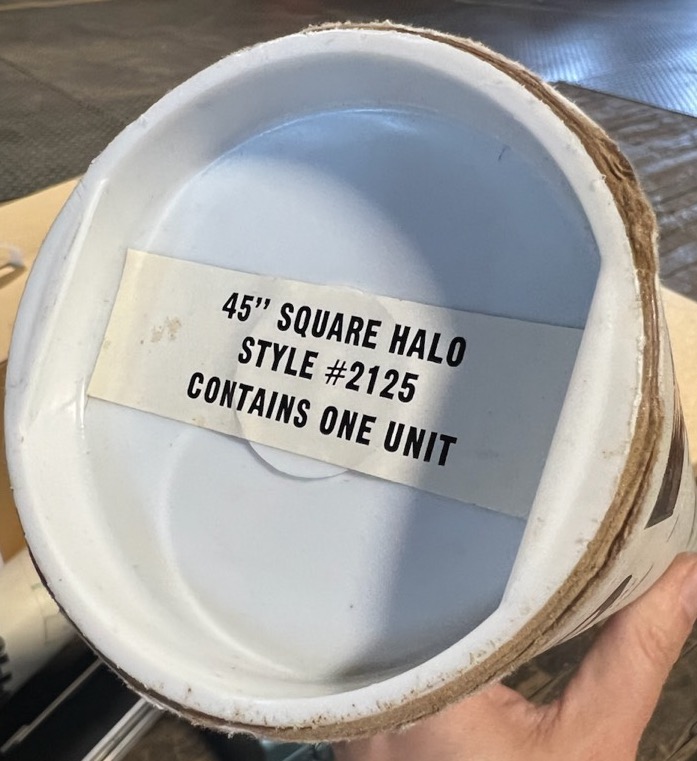 45’’ SQUARE HALO
STYLE #2125
CONTAINS ONE UNIT